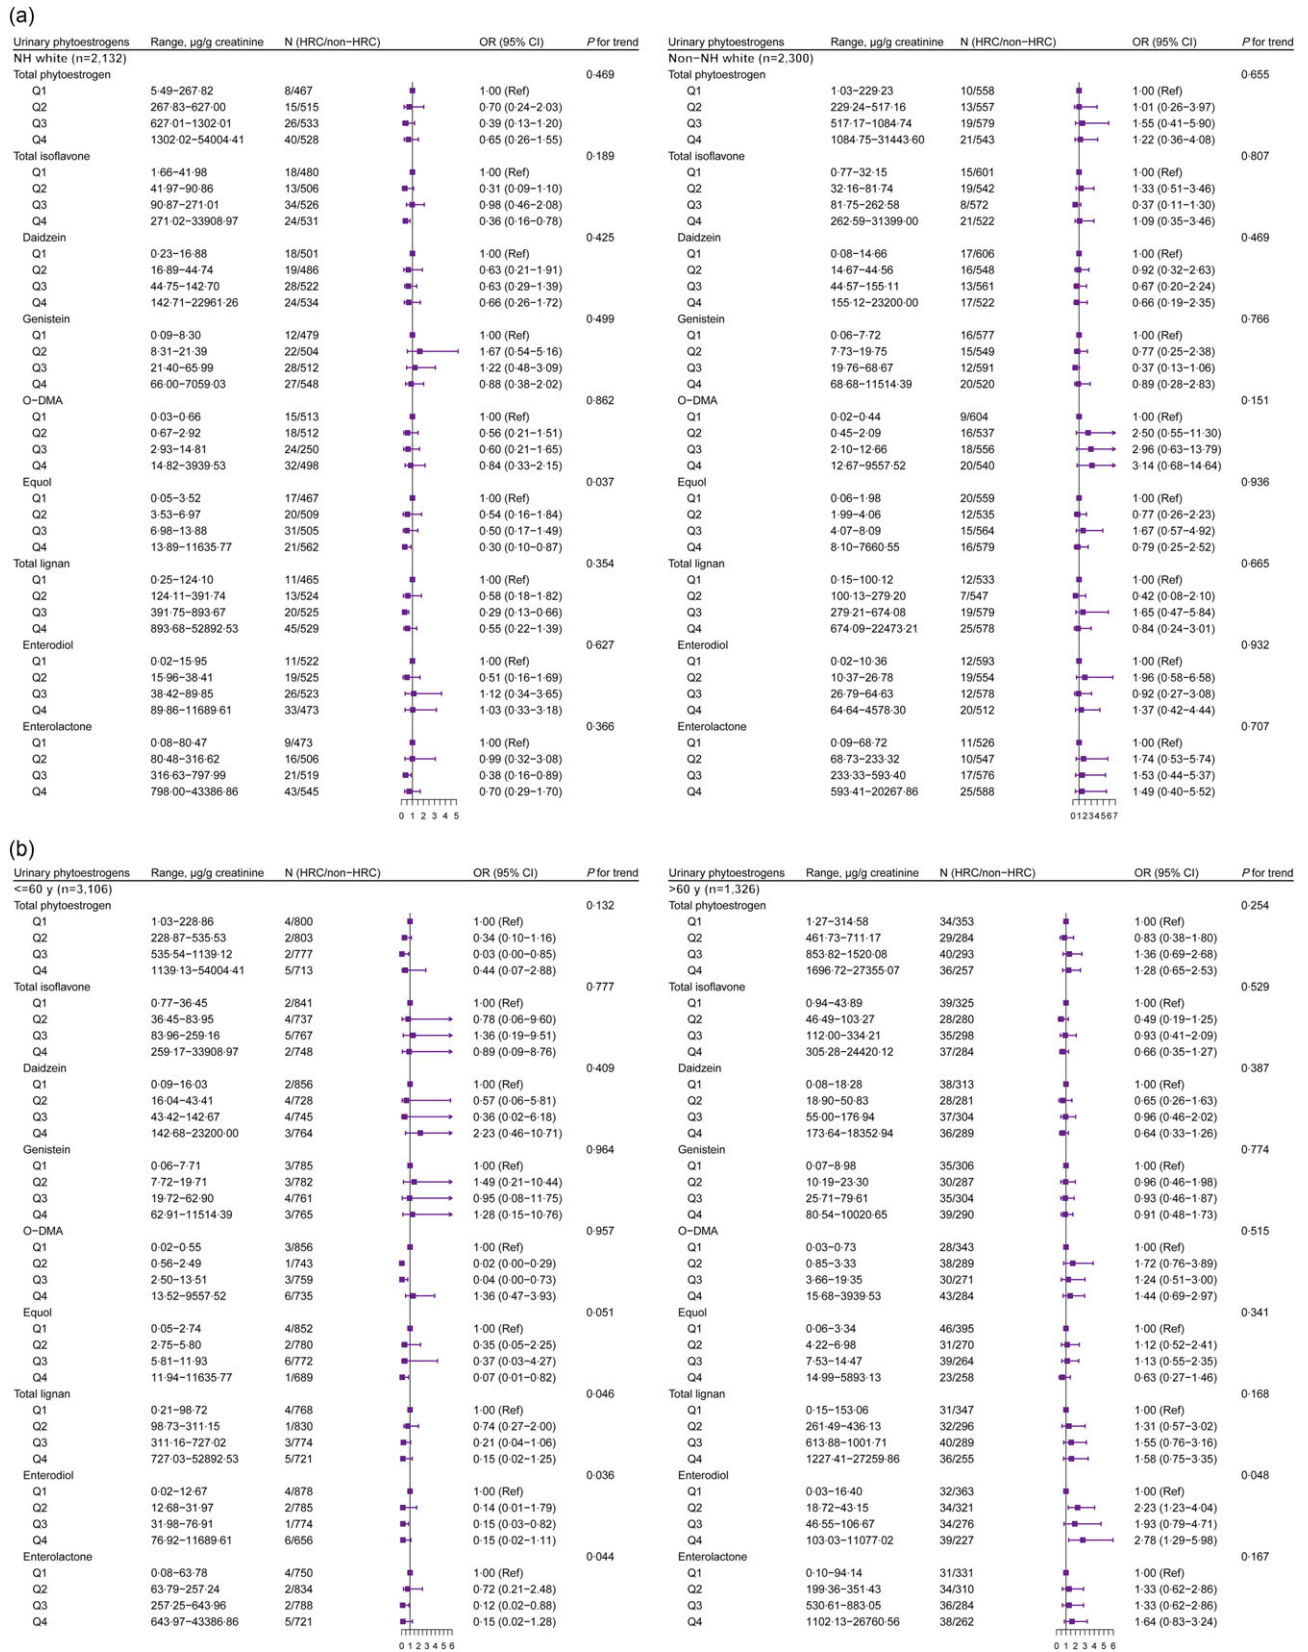 (a)
Urinary phytoestrogens Range, µg/g creatinine N (HRC/non−HRC) OR (95% CI) P for trend
NH white (n=2,132)
Total phytoestrogen 0·469
Q1 5·49−267·82 8/467 1·00 (Ref)
Q2 267·83−627·00 15/515 0·70 (0·24−2·03)
Q3 627·01−1302·01 26/533 0·39 (0·13−1·20)
Q4 1302·02−54004·41 40/528 0·65 (0·26−1·55)
Total isoflavone 0·189
Q1 1·66−41·98 18/480 1·00 (Ref)
Q2 41·97−90·86 13/506 0·31 (0·09−1·10)
Q3 90·87−271·01 34/526 0·98 (0·46−2·08)
Q4 271·02−33908·97 24/531 0·36 (0·16−0·78)
Daidzein 0·425
Q1 0·23−16·88 18/501 1·00 (Ref)
Q2 16·89−44·74 19/486 0·63 (0·21−1·91)
Q3 44·75−142·70 28/522 0·63 (0·29−1·39)
Q4 142·71−22961·26 24/534 0·66 (0·26−1·72)
Genistein 0·499
Q1 0·09−8·30 12/479 1·00 (Ref)
Q2 8·31−21·39 22/504 1·67 (0·54−5·16)
Q3 21·40−65·99 28/512 1·22 (0·48−3·09)
Q4 66·00−7059·03 27/548 0·88 (0·38−2·02)
O−DMA 0·862
Q1 0·03−0·66 15/513 1·00 (Ref)
Q2 0·67−2·92 18/512 0·56 (0·21−1·51)
Q3 2·93−14·81 24/250 0·60 (0·21−1·65)
Q4 14·82−3939·53 32/498 0·84 (0·33−2·15)
Equol 0·037
Q1 0·05−3·52 17/467 1·00 (Ref)
Q2 3·53−6·97 20/509 0·54 (0·16−1·84)
Q3 6·98−13·88 31/505 0·50 (0·17−1·49)
Q4 13·89−11635·77 21/562 0·30 (0·10−0·87)
Total lignan 0·354
Q1 0·25−124·10 11/465 1·00 (Ref)
Q2 124·11−391·74 13/524 0·58 (0·18−1·82)
Q3 391·75−893·67 20/525 0·29 (0·13−0·66)
Q4 893·68−52892·53 45/529 0·55 (0·22−1·39)
Enterodiol 0·627
Q1 0·02−15·95 11/522 1·00 (Ref)
Q2 15·96−38·41 19/525 0·51 (0·16−1·69)
Q3 38·42−89·85 26/523 1·12 (0·34−3·65)
Q4 89·86−11689·61 33/473 1·03 (0·33−3·18)
Enterolactone 0·366
Q1 0·08−80·47 9/473 1·00 (Ref)
Q2 80·48−316·62 16/506 0·99 (0·32−3·08)
Q3 316·63−797·99 21/519 0·38 (0·16−0·89)
Q4 798·00−43386·86 43/545 0·70 (0·29−1·70)
0 1 2 3 4 5
Urinary phytoestrogens Range, µg/g creatinine N (HRC/non−HRC) OR (95% CI) P for trend
Non−NH white (n=2,300)
Total phytoestrogen 0·655
Q1 1·03−229·23 10/558 1·00 (Ref)
Q2 229·24−517·16 13/557 1·01 (0·26−3·97)
Q3 517·17−1084·74 19/579 1·55 (0·41−5·90)
Q4 1084·75−31443·60 21/543 1·22 (0·36−4·08)
Total isoflavone 0·807
Q1 0·77−32·15 15/601 1·00 (Ref)
Q2 32·16−81·74 19/542 1·33 (0·51−3·46)
Q3 81·75−262·58 8/572 0·37 (0·11−1·30)
Q4 262·59−31399·00 21/522 1·09 (0·35−3·46)
Daidzein 0·469
Q1 0·08−14·66 17/606 1·00 (Ref)
Q2 14·67−44·56 16/548 0·92 (0·32−2·63)
Q3 44·57−155·11 13/561 0·67 (0·20−2·24)
Q4 155·12−23200·00 17/522 0·66 (0·19−2·35)
Genistein 0·766
Q1 0·06−7·72 16/577 1·00 (Ref)
Q2 7·73−19·75 15/549 0·77 (0·25−2·38)
Q3 19·76−68·67 12/591 0·37 (0·13−1·06)
Q4 68·68−11514·39 20/520 0·89 (0·28−2·83)
O−DMA 0·151
Q1 0·02−0·44 9/604 1·00 (Ref)
Q2 0·45−2·09 16/537 2·50 (0·55−11·30)
Q3 2·10−12·66 18/556 2·96 (0·63−13·79)
Q4 12·67−9557·52 20/540 3·14 (0·68−14·64)
Equol 0·936
Q1 0·06−1·98 20/559 1·00 (Ref)
Q2 1·99−4·06 12/535 0·77 (0·26−2·23)
Q3 4·07−8·09 15/564 1·67 (0·57−4·92)
Q4 8·10−7660·55 16/579 0·79 (0·25−2·52)
Total lignan 0·665
Q1 0·15−100·12 12/533 1·00 (Ref)
Q2 100·13−279·20 7/547 0·42 (0·08−2·10)
Q3 279·21−674·08 19/579 1·65 (0·47−5·84)
Q4 674·09−22473·21 25/578 0·84 (0·24−3·01)
Enterodiol 0·932
Q1 0·02−10·36 12/593 1·00 (Ref)
Q2 10·37−26·78 19/554 1·96 (0·58−6·58)
Q3 26·79−64·63 12/578 0·92 (0·27−3·08)
Q4 64·64−4578·30 20/512 1·37 (0·42−4·44)
Enterolactone 0·707
Q1 0·09−68·72 11/526 1·00 (Ref)
Q2 68·73−233·32 10/547 1·74 (0·53−5·74)
Q3 233·33−593·40 17/576 1·53 (0·44−5·37)
Q4 593·41−20267·86 25/588 1·49 (0·40−5·52)
0 1 2 3 4 5 6 7
(b)
Urinary phytoestrogens Range, µg/g creatinine N (HRC/non−HRC) OR (95% CI) P for trend
<=60 y (n=3,106)
Total phytoestrogen 0·132
Q1 1·03−228·86 4/800 1·00 (Ref)
Q2 228·87−535·53 2/803 0·34 (0·10−1·16)
Q3 535·54−1139·12 2/777 0·03 (0·00−0·85)
Q4 1139·13−54004·41 5/713 0·44 (0·07−2·88)
Total isoflavone 0·777
Q1 0·77−36·45 2/841 1·00 (Ref)
Q2 36·45−83·95 4/737 0·78 (0·06−9·60)
Q3 83·96−259·16 5/767 1·36 (0·19−9·51)
Q4 259·17−33908·97 2/748 0·89 (0·09−8·76)
Daidzein 0·409
Q1 0·09−16·03 2/856 1·00 (Ref)
Q2 16·04−43·41 4/728 0·57 (0·06−5·81)
Q3 43·42−142·67 4/745 0·36 (0·02−6·18)
Q4 142·68−23200·00 3/764 2·23 (0·46−10·71)
Genistein 0·964
Q1 0·06−7·71 3/785 1·00 (Ref)
Q2 7·72−19·71 3/782 1·49 (0·21−10·44)
Q3 19·72−62·90 4/761 0·95 (0·08−11·75)
Q4 62·91−11514·39 3/765 1·28 (0·15−10·76)
O−DMA 0·957
Q1 0·02−0·55 3/856 1·00 (Ref)
Q2 0·56−2·49 1/743 0·02 (0·00−0·29)
Q3 2·50−13·51 3/759 0·04 (0·00−0·73)
Q4 13·52−9557·52 6/735 1·36 (0·47−3·93)
Equol 0·051
Q1 0·05−2·74 4/852 1·00 (Ref)
Q2 2·75−5·80 2/780 0·35 (0·05−2·25)
Q3 5·81−11·93 6/772 0·37 (0·03−4·27)
Q4 11·94−11635·77 1/689 0·07 (0·01−0·82)
Total lignan 0·046
Q1 0·21−98·72 4/768 1·00 (Ref)
Q2 98·73−311·15 1/830 0·74 (0·27−2·00)
Q3 311·16−727·02 3/774 0·21 (0·04−1·06)
Q4 727·03−52892·53 5/721 0·15 (0·02−1·25)
Enterodiol 0·036
Q1 0·02−12·67 4/878 1·00 (Ref)
Q2 12·68−31·97 2/785 0·14 (0·01−1·79)
Q3 31·98−76·91 1/774 0·15 (0·03−0·82)
Q4 76·92−11689·61 6/656 0·15 (0·02−1·11)
Enterolactone 0·044
Q1 0·08−63·78 4/750 1·00 (Ref)
Q2 63·79−257·24 2/834 0·72 (0·21−2·48)
Q3 257·25−643·96 2/788 0·12 (0·02−0·88)
Q4 643·97−43386·86 5/721 0·15 (0·02−1·28)
0 1 2 3 4 5 6
Urinary phytoestrogens Range, µg/g creatinine N (HRC/non−HRC) OR (95% CI) P for trend
>60 y (n=1,326)
Total phytoestrogen 0·254
Q1 1·27−314·58 34/353 1·00 (Ref)
Q2 461·73−711·17 29/284 0·83 (0·38−1·80)
Q3 853·82−1520·08 40/293 1·36 (0·69−2·68)
Q4 1696·72−27355·07 36/257 1·28 (0·65−2·53)
Total isoflavone 0·529
Q1 0·94−43·89 39/325 1·00 (Ref)
Q2 46·49−103·27 28/280 0·49 (0·19−1·25)
Q3 112·00−334·21 35/298 0·93 (0·41−2·09)
Q4 305·28−24420·12 37/284 0·66 (0·35−1·27)
Daidzein 0·387
Q1 0·08−18·28 38/313 1·00 (Ref)
Q2 18·90−50·83 28/281 0·65 (0·26−1·63)
Q3 55·00−176·94 37/304 0·96 (0·46−2·02)
Q4 173·64−18352·94 36/289 0·64 (0·33−1·26)
Genistein 0·774
Q1 0·07−8·98 35/306 1·00 (Ref)
Q2 10·19−23·30 30/287 0·96 (0·46−1·98)
Q3 25·71−79·61 35/304 0·93 (0·46−1·87)
Q4 80·54−10020·65 39/290 0·91 (0·48−1·73)
O−DMA 0·515
Q1 0·03−0·73 28/343 1·00 (Ref)
Q2 0·85−3·33 38/289 1·72 (0·76−3·89)
Q3 3·66−19·35 30/271 1·24 (0·51−3·00)
Q4 15·68−3939·53 43/284 1·44 (0·69−2·97)
Equol 0·341
Q1 0·06−3·34 46/395 1·00 (Ref)
Q2 4·22−6·98 31/270 1·12 (0·52−2·41)
Q3 7·53−14·47 39/264 1·13 (0·55−2·35)
Q4 14·99−5893·13 23/258 0·63 (0·27−1·46)
Total lignan 0·168
Q1 0·15−153·06 31/347 1·00 (Ref)
Q2 261·49−436·13 32/296 1·31 (0·57−3·02)
Q3 613·88−1001·71 40/289 1·55 (0·76−3·16)
Q4 1227·41−27259·86 36/255 1·58 (0·75−3·35)
Enterodiol 0·048
Q1 0·03−16·40 32/363 1·00 (Ref)
Q2 18·72−43·15 34/321 2·23 (1·23−4·04)
Q3 46·55−106·67 34/276 1·93 (0·79−4·71)
Q4 103·03−11077·02 39/227 2·78 (1·29−5·98)
Enterolactone 0·167
Q1 0·10−94·14 31/331 1·00 (Ref)
Q2 199·36−351·43 34/310 1·33 (0·62−2·86)
Q3 530·61−883·05 36/284 1·33 (0·62−2·86)
Q4 1102·13−26760·56 38/262 1·64 (0·83−3·24)
0 1 2 3 4 5 6